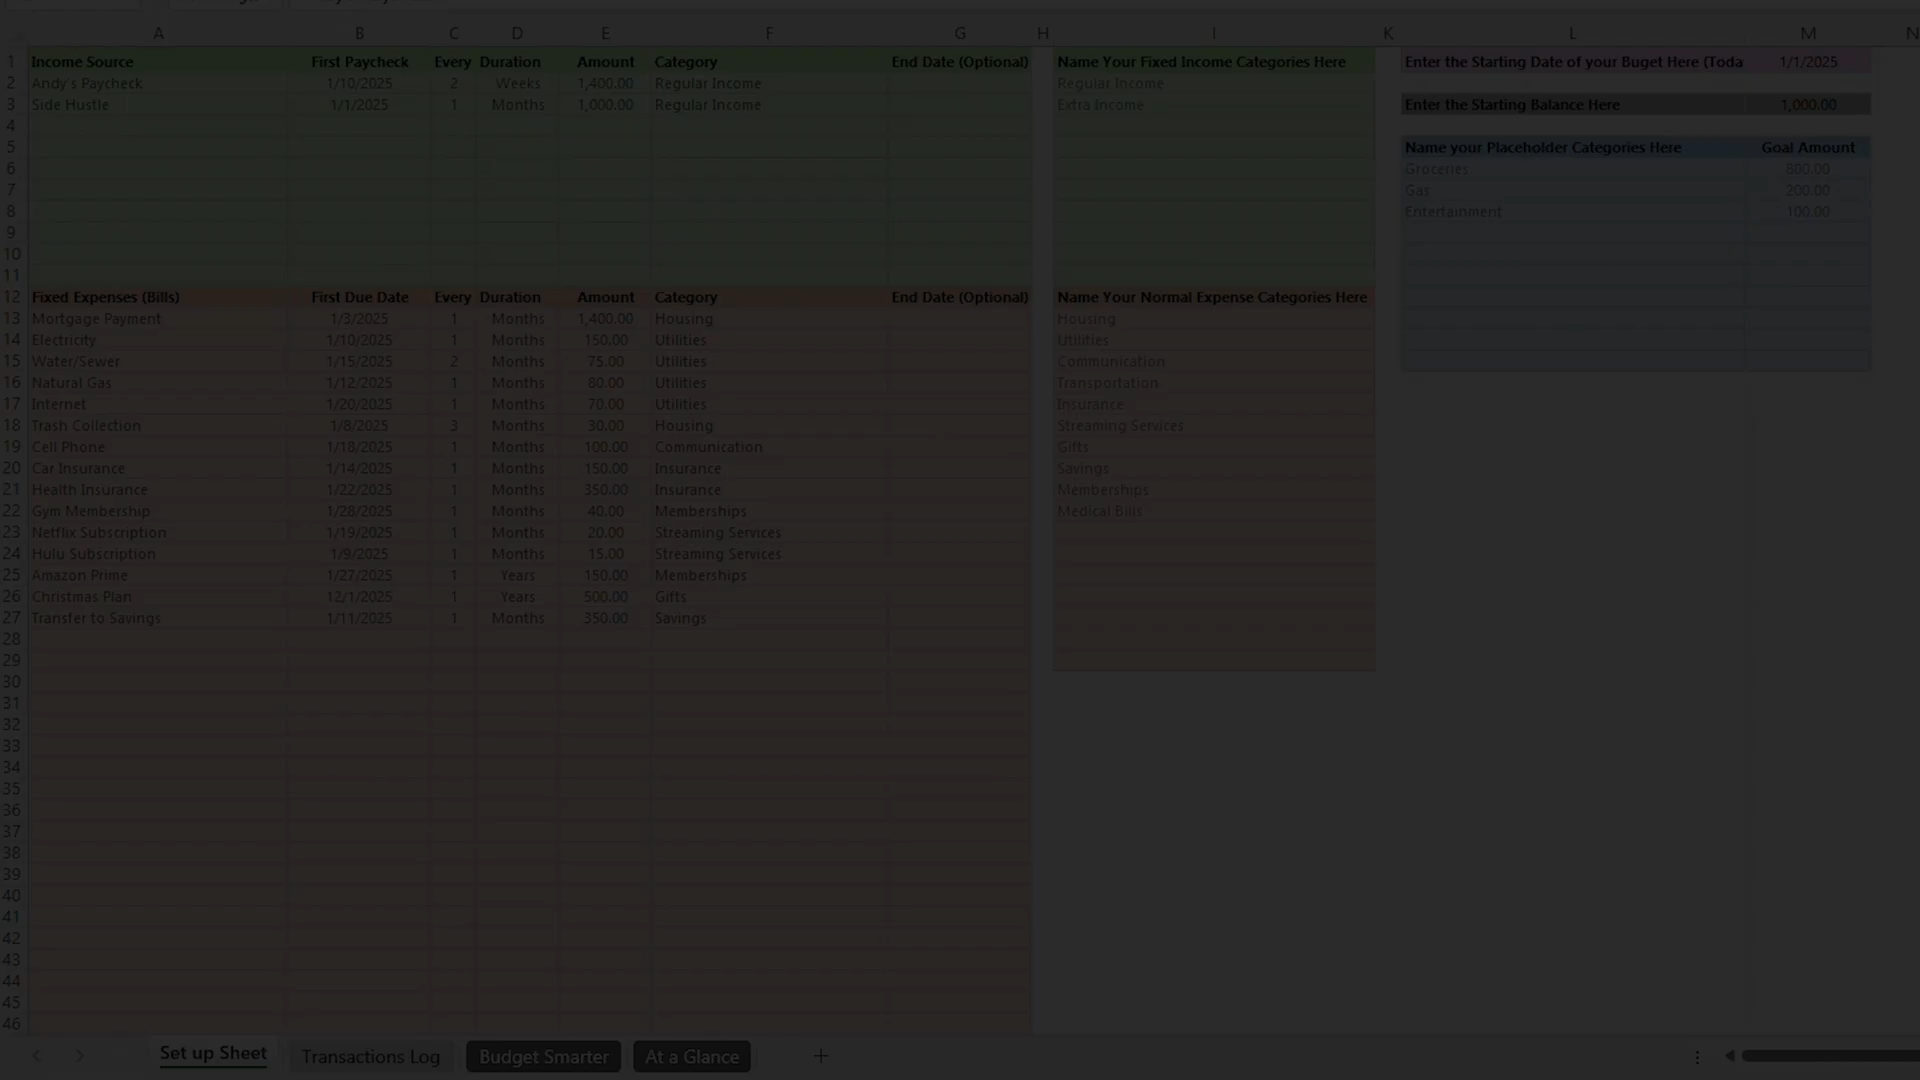 A B C D E F G H I K L M N
1 Income Source First Paycheck Every Duration Amount Category End Date (Optional) Name Your Fixed Income Categories Here Enter the Starting Date of your Buget Here (Toda 1/1/2025
2 Andy's Paycheck 1/10/2025 2 Weeks 1,400.00 Regular Income Regular Income
3 Side Hustle 1/1/2025 1 Months 1,000.00 Regular Income Extra Income Enter the Starting Balance Here 1,000.00
4
5 Name your Placeholder Categories Here Goal Amount
6 Groceries 800.00
7 Gas 200.00
8 Entertainment 100.00
9
10
11
12 Fixed Expenses (Bills) First Due Date Every Duration Amount Category End Date (Optional) Name Your Normal Expense Categories Here
13 Mortgage Payment 1/3/2025 1 Months 1,400.00 Housing Housing
14 Electricity 1/10/2025 1 Months 150.00 Utilities Utilities
15 Water/Sewer 1/15/2025 2 Months 75.00 Utilities Communication
16 Natural Gas 1/12/2025 1 Months 80.00 Utilities Transportation
17 Internet 1/20/2025 1 Months 70.00 Utilities Insurance
18 Trash Collection 1/8/2025 3 Months 30.00 Housing Streaming Services
19 Cell Phone 1/18/2025 1 Months 100.00 Communication Gifts
20 Car Insurance 1/14/2025 1 Months 150.00 Insurance Savings
21 Health Insurance 1/22/2025 1 Months 350.00 Insurance Memberships
22 Gym Membership 1/28/2025 1 Months 40.00 Memberships Medical Bills
23 Netflix Subscription 1/19/2025 1 Months 20.00 Streaming Services
24 Hulu Subscription 1/9/2025 1 Months 15.00 Streaming Services
25 Amazon Prime 1/27/2025 1 Years 150.00 Memberships
26 Christmas Plan 12/1/2025 1 Years 500.00 Gifts
27 Transfer to Savings 1/11/2025 1 Months 350.00 Savings
28
29
30
31
32
33
34
35
36
37
38
39
40
41
42
43
44
45
46
Set up Sheet Transactions Log Budget Smarter At a Glance